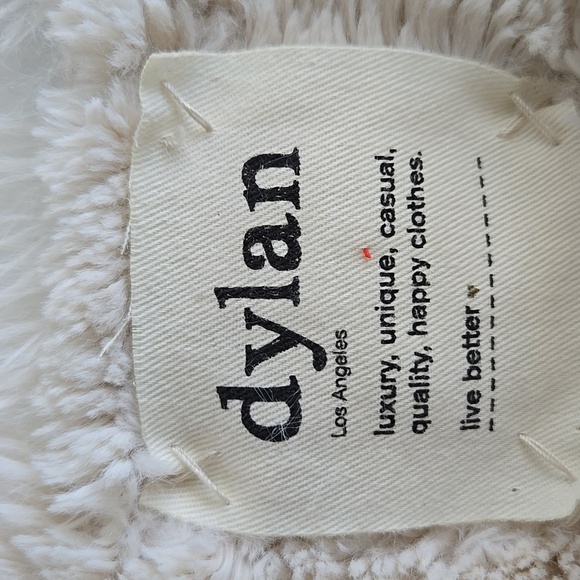 dylan
Los Angeles
luxury, unique, casual,
quality, happy clothes.
live better